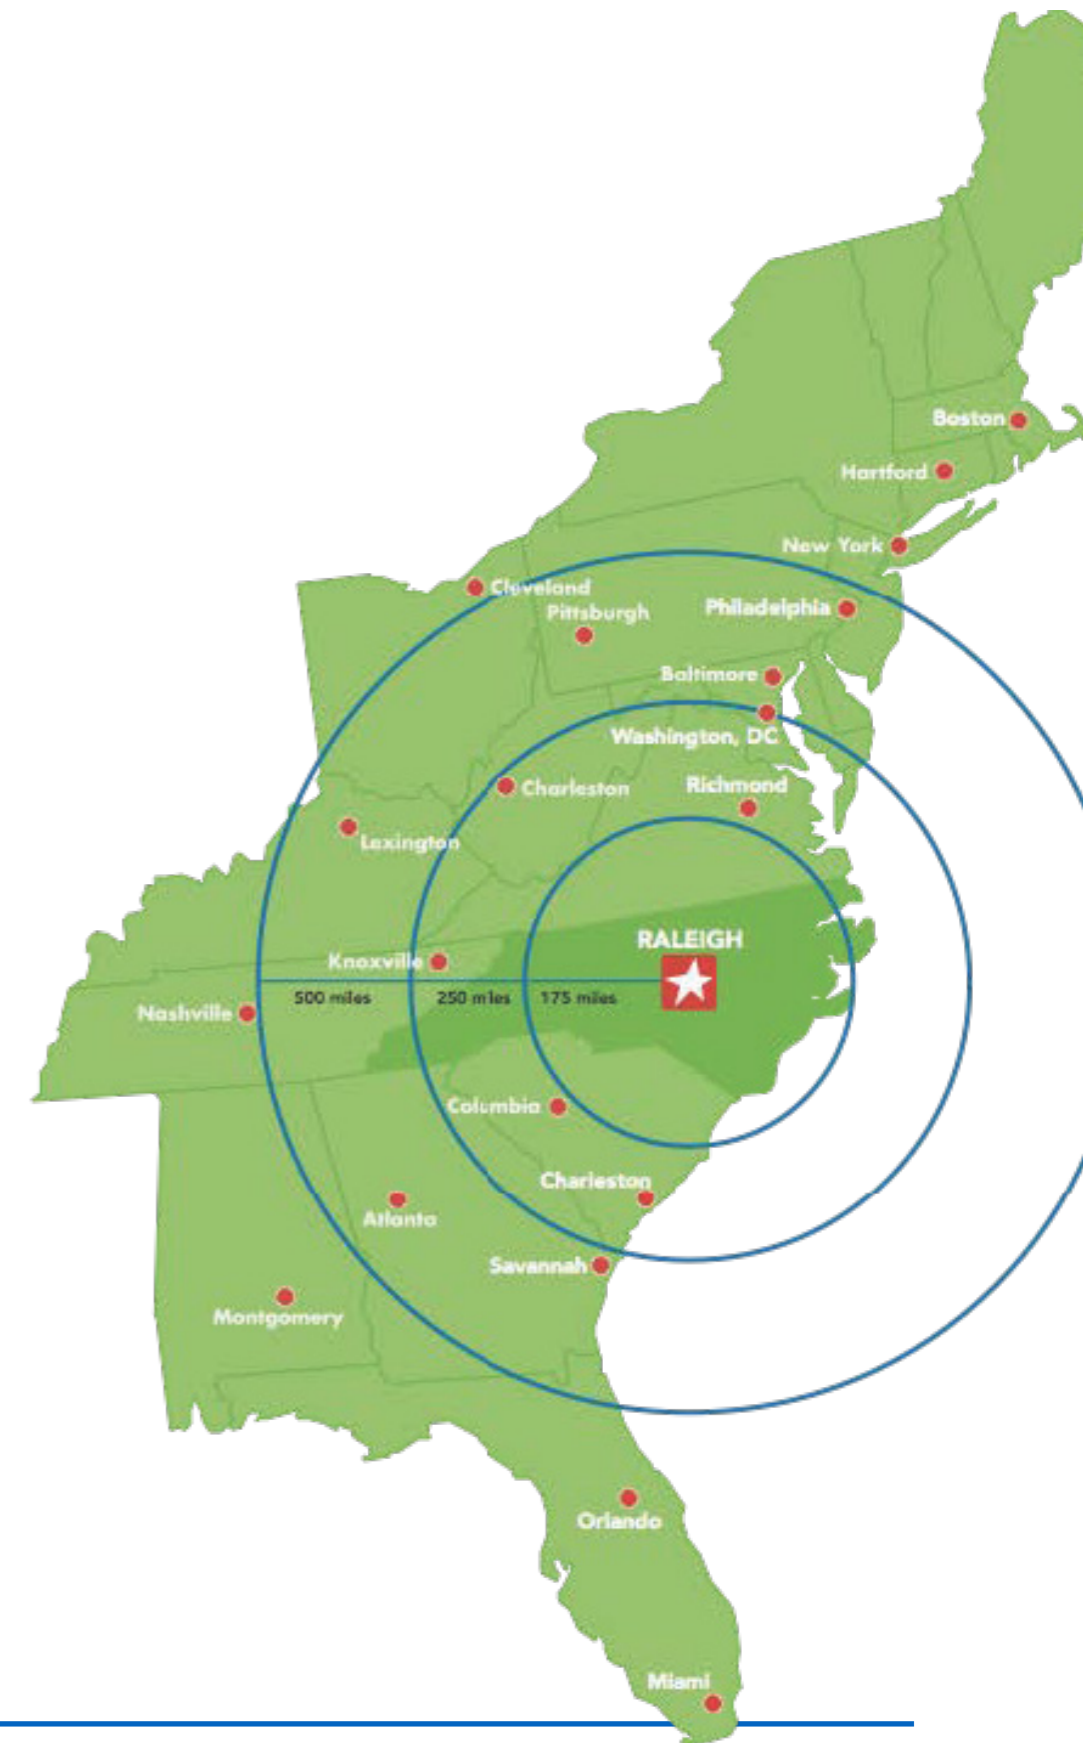 Boston
Hartford
New York
Cleveland
Pittsburgh
Philadelphia
Baltimore
Washington, DC
Charleston
Richmond
Lexington
RALEIGH
Knoxville
500 miles
250 miles
175 miles
Nashville
Columbia
Charleston
Atlanta
Savannah
Montgomery
Orlando
Miami